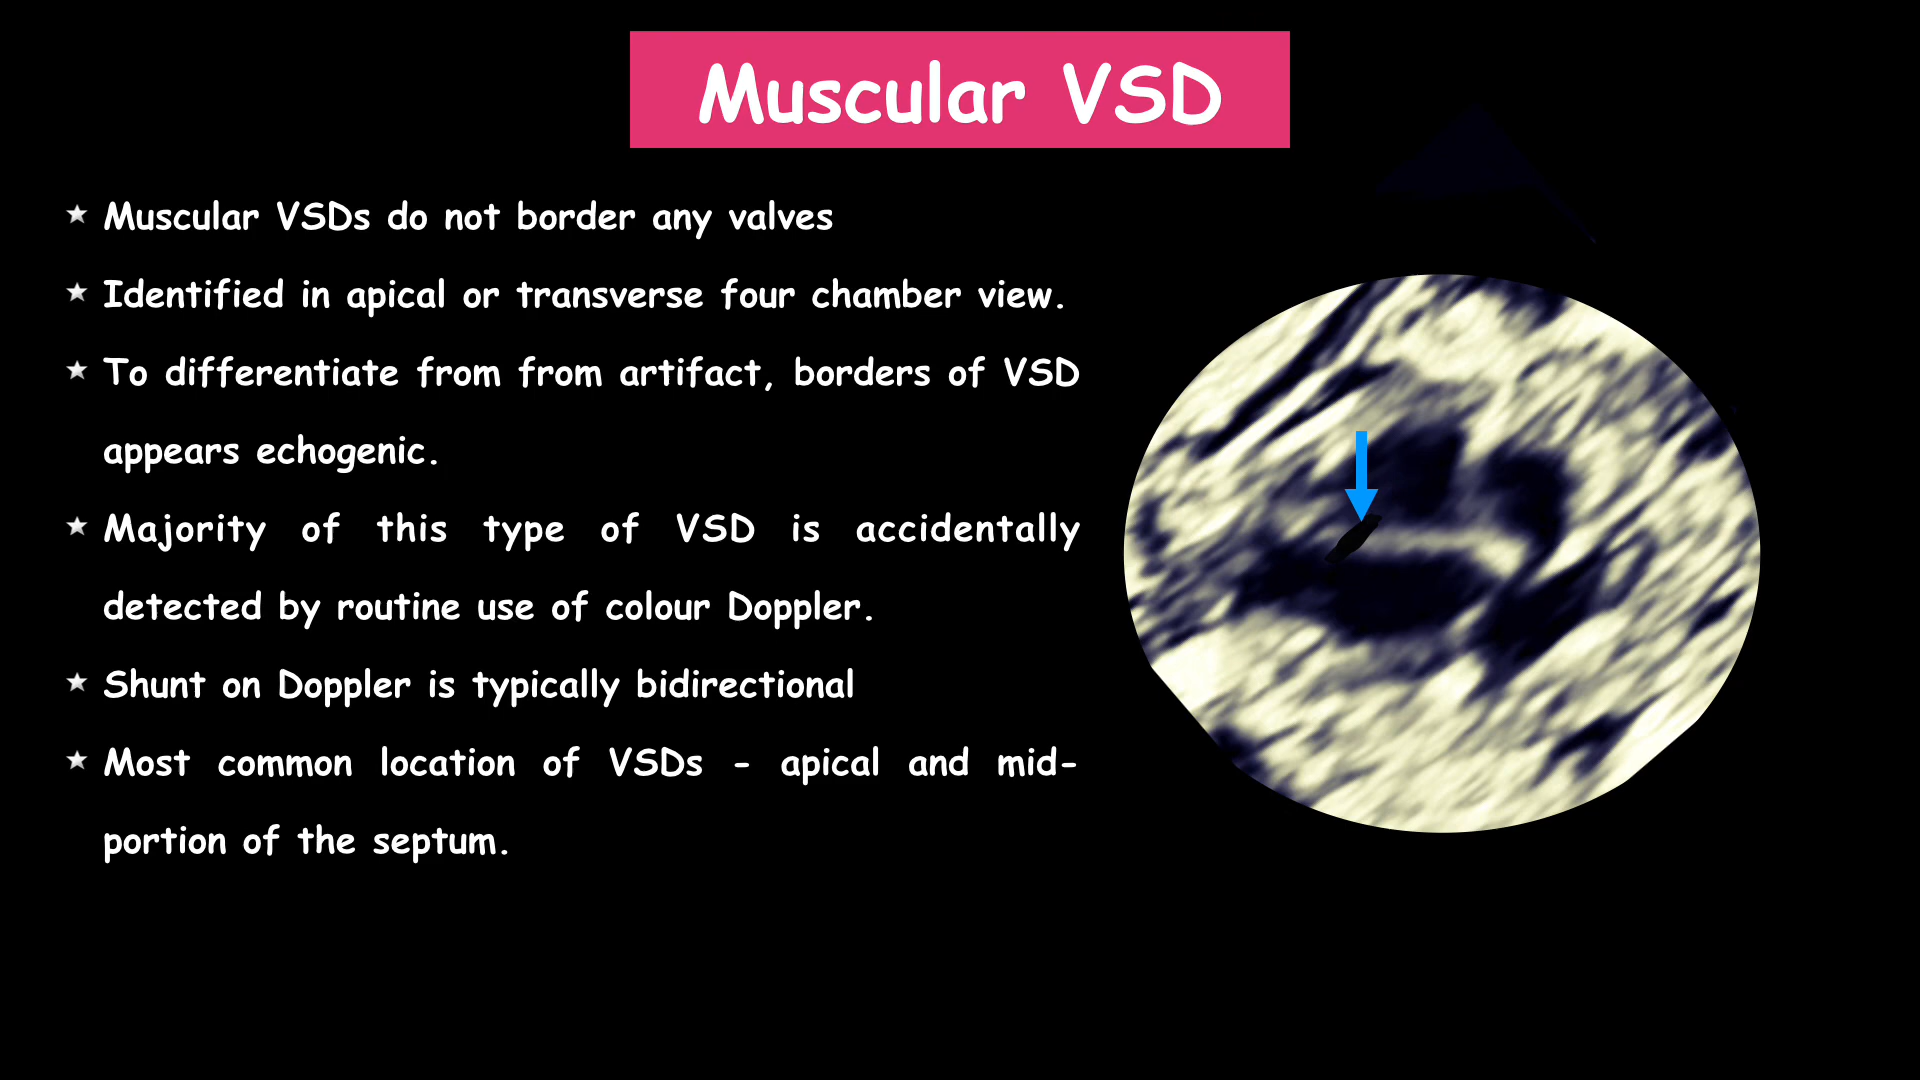 Muscular VSD
Muscular VSDs do not border any valves
Identified in apical or transverse four chamber view.
To differentiate from from artifact, borders of VSD
appears echogenic.
Majority of this type of VSD is accidentally
detected by routine use of colour Doppler.
Shunt on Doppler is typically bidirectional
Most common location of VSDs - apical and mid-
portion of the septum.